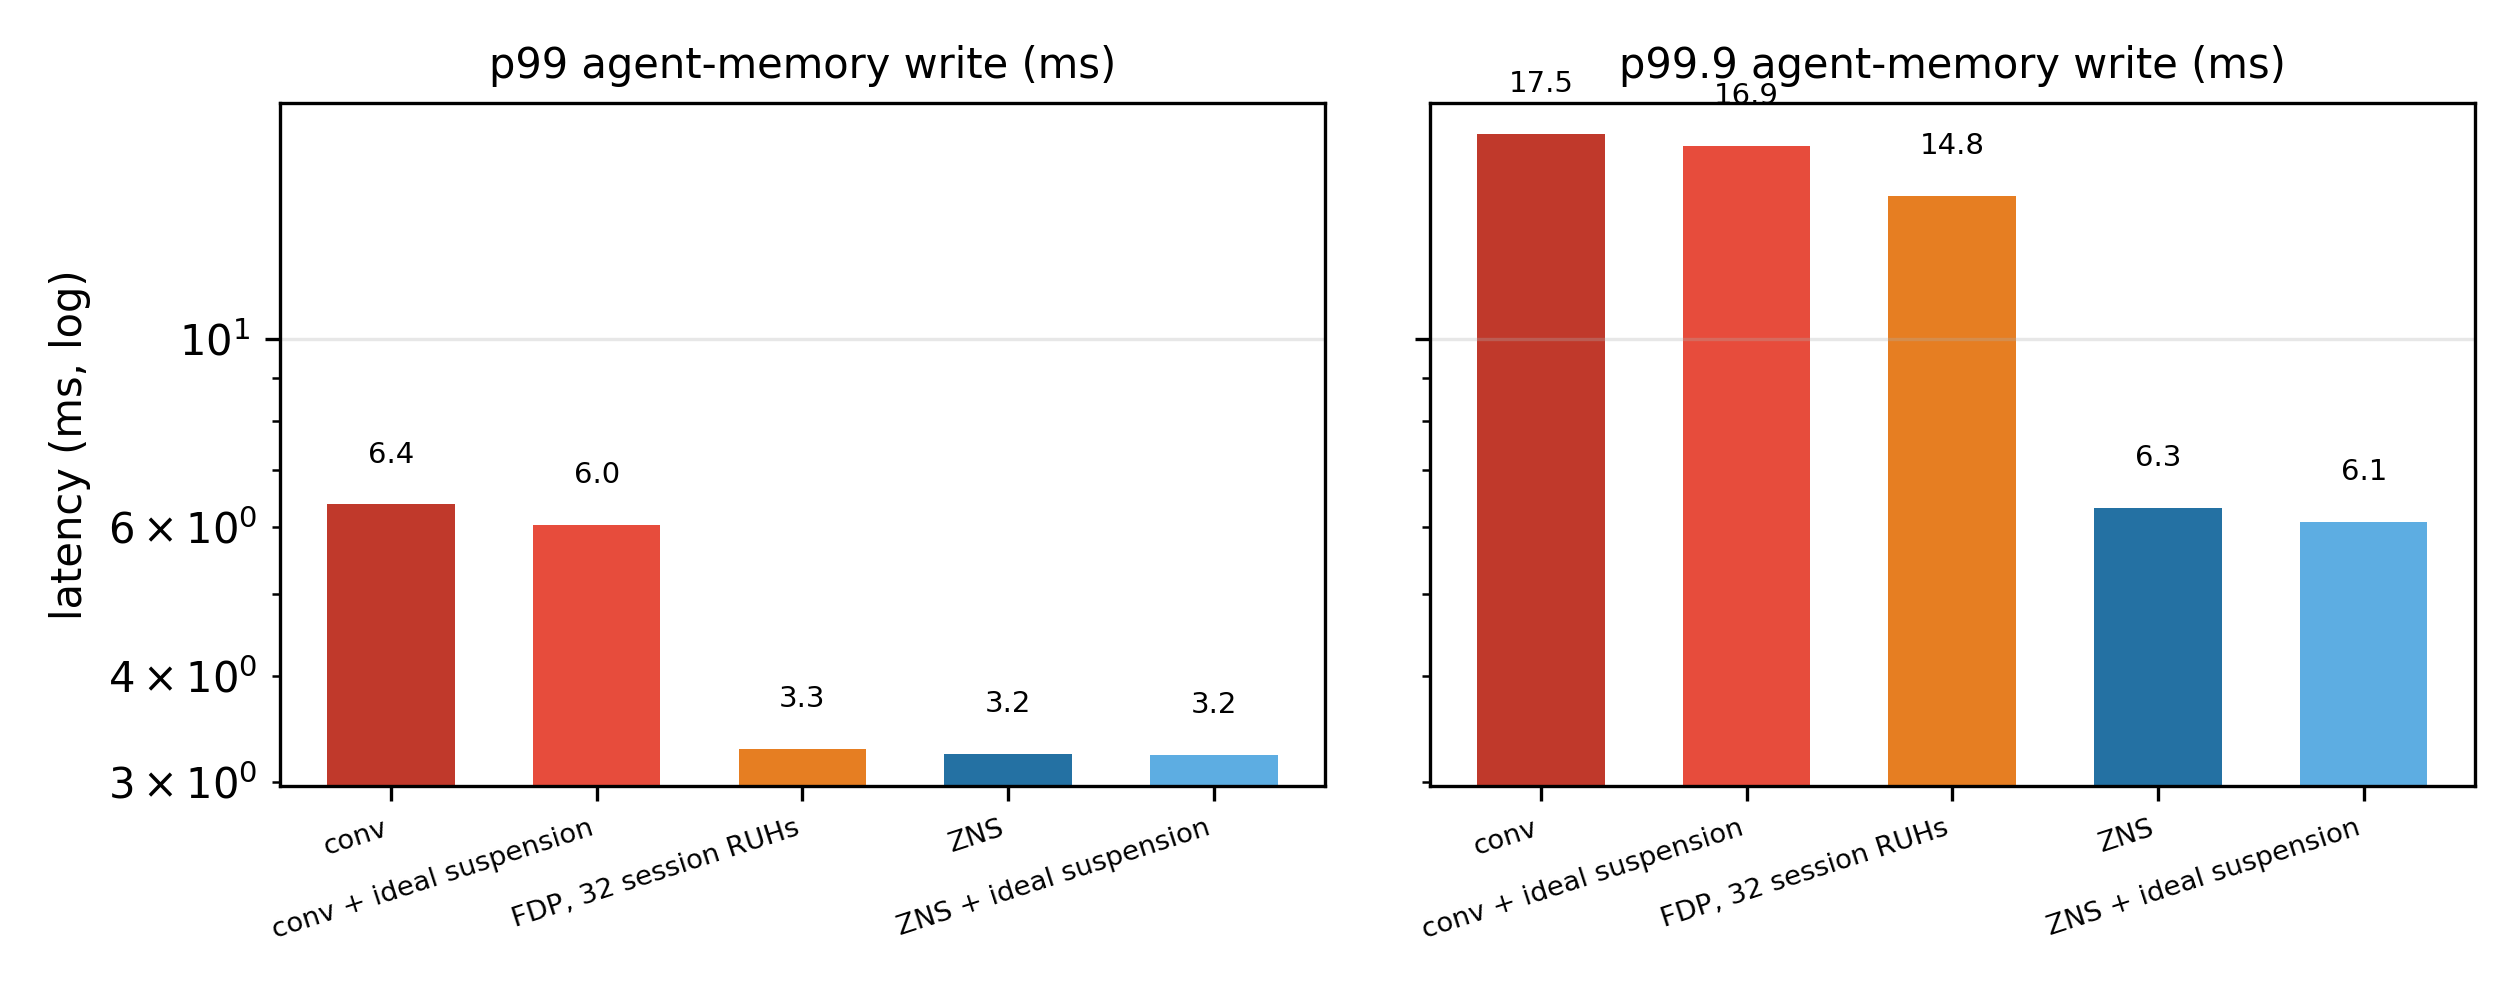 p99 agent-memory write (ms)
latency (ms, log)
10¹
6 × 10⁰
4 × 10⁰
3 × 10⁰
6.4
6.0
3.3
3.2
3.2
conv
conv + ideal suspension
FDP, 32 session RUHs
ZNS
ZNS + ideal suspension
p99.9 agent-memory write (ms)
17.5
16.9
14.8
6.3
6.1
conv
conv + ideal suspension
FDP, 32 session RUHs
ZNS
ZNS + ideal suspension